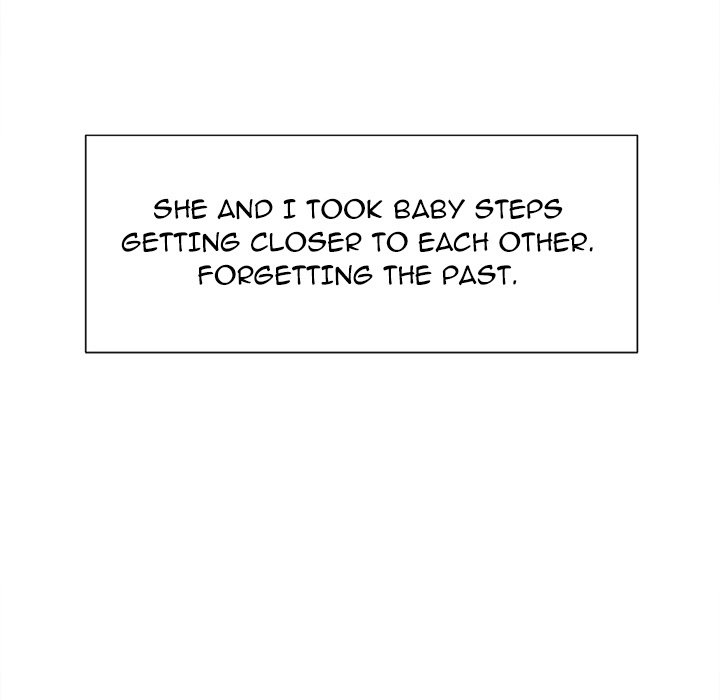 SHE AND I TOOK BABY STEPS
GETTING CLOSER TO EACH OTHER.
FORGETTING THE PAST.